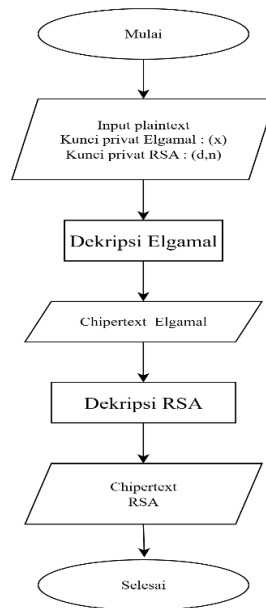 Mulai
Input plaintext
Kunci privat Elgamal : (x)
Kunci privat RSA : (d,n)
Dekripsi Elgamal
Chipertext Elgamal
Dekripsi RSA
Chipertext
RSA
Selesai